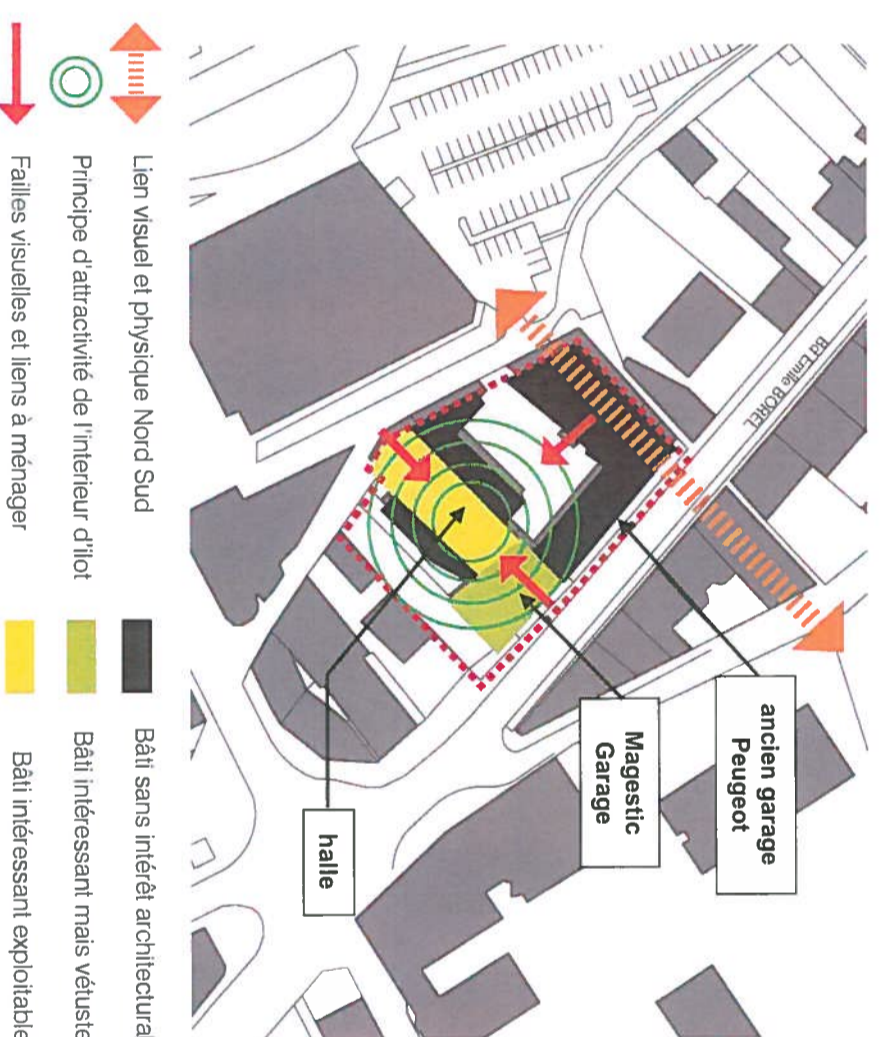 Bd Emile BOREL
ancien garage
Peugeot
Magestic
Garage
halle
Lien visuel et physique Nord Sud
Principe d'attractivité de l'interieur d'ilot
Failles visuelles et liens à ménager
Bâti sans intérêt architectural
Bâti intéressant mais vétuste
Bâti intéressant exploitable